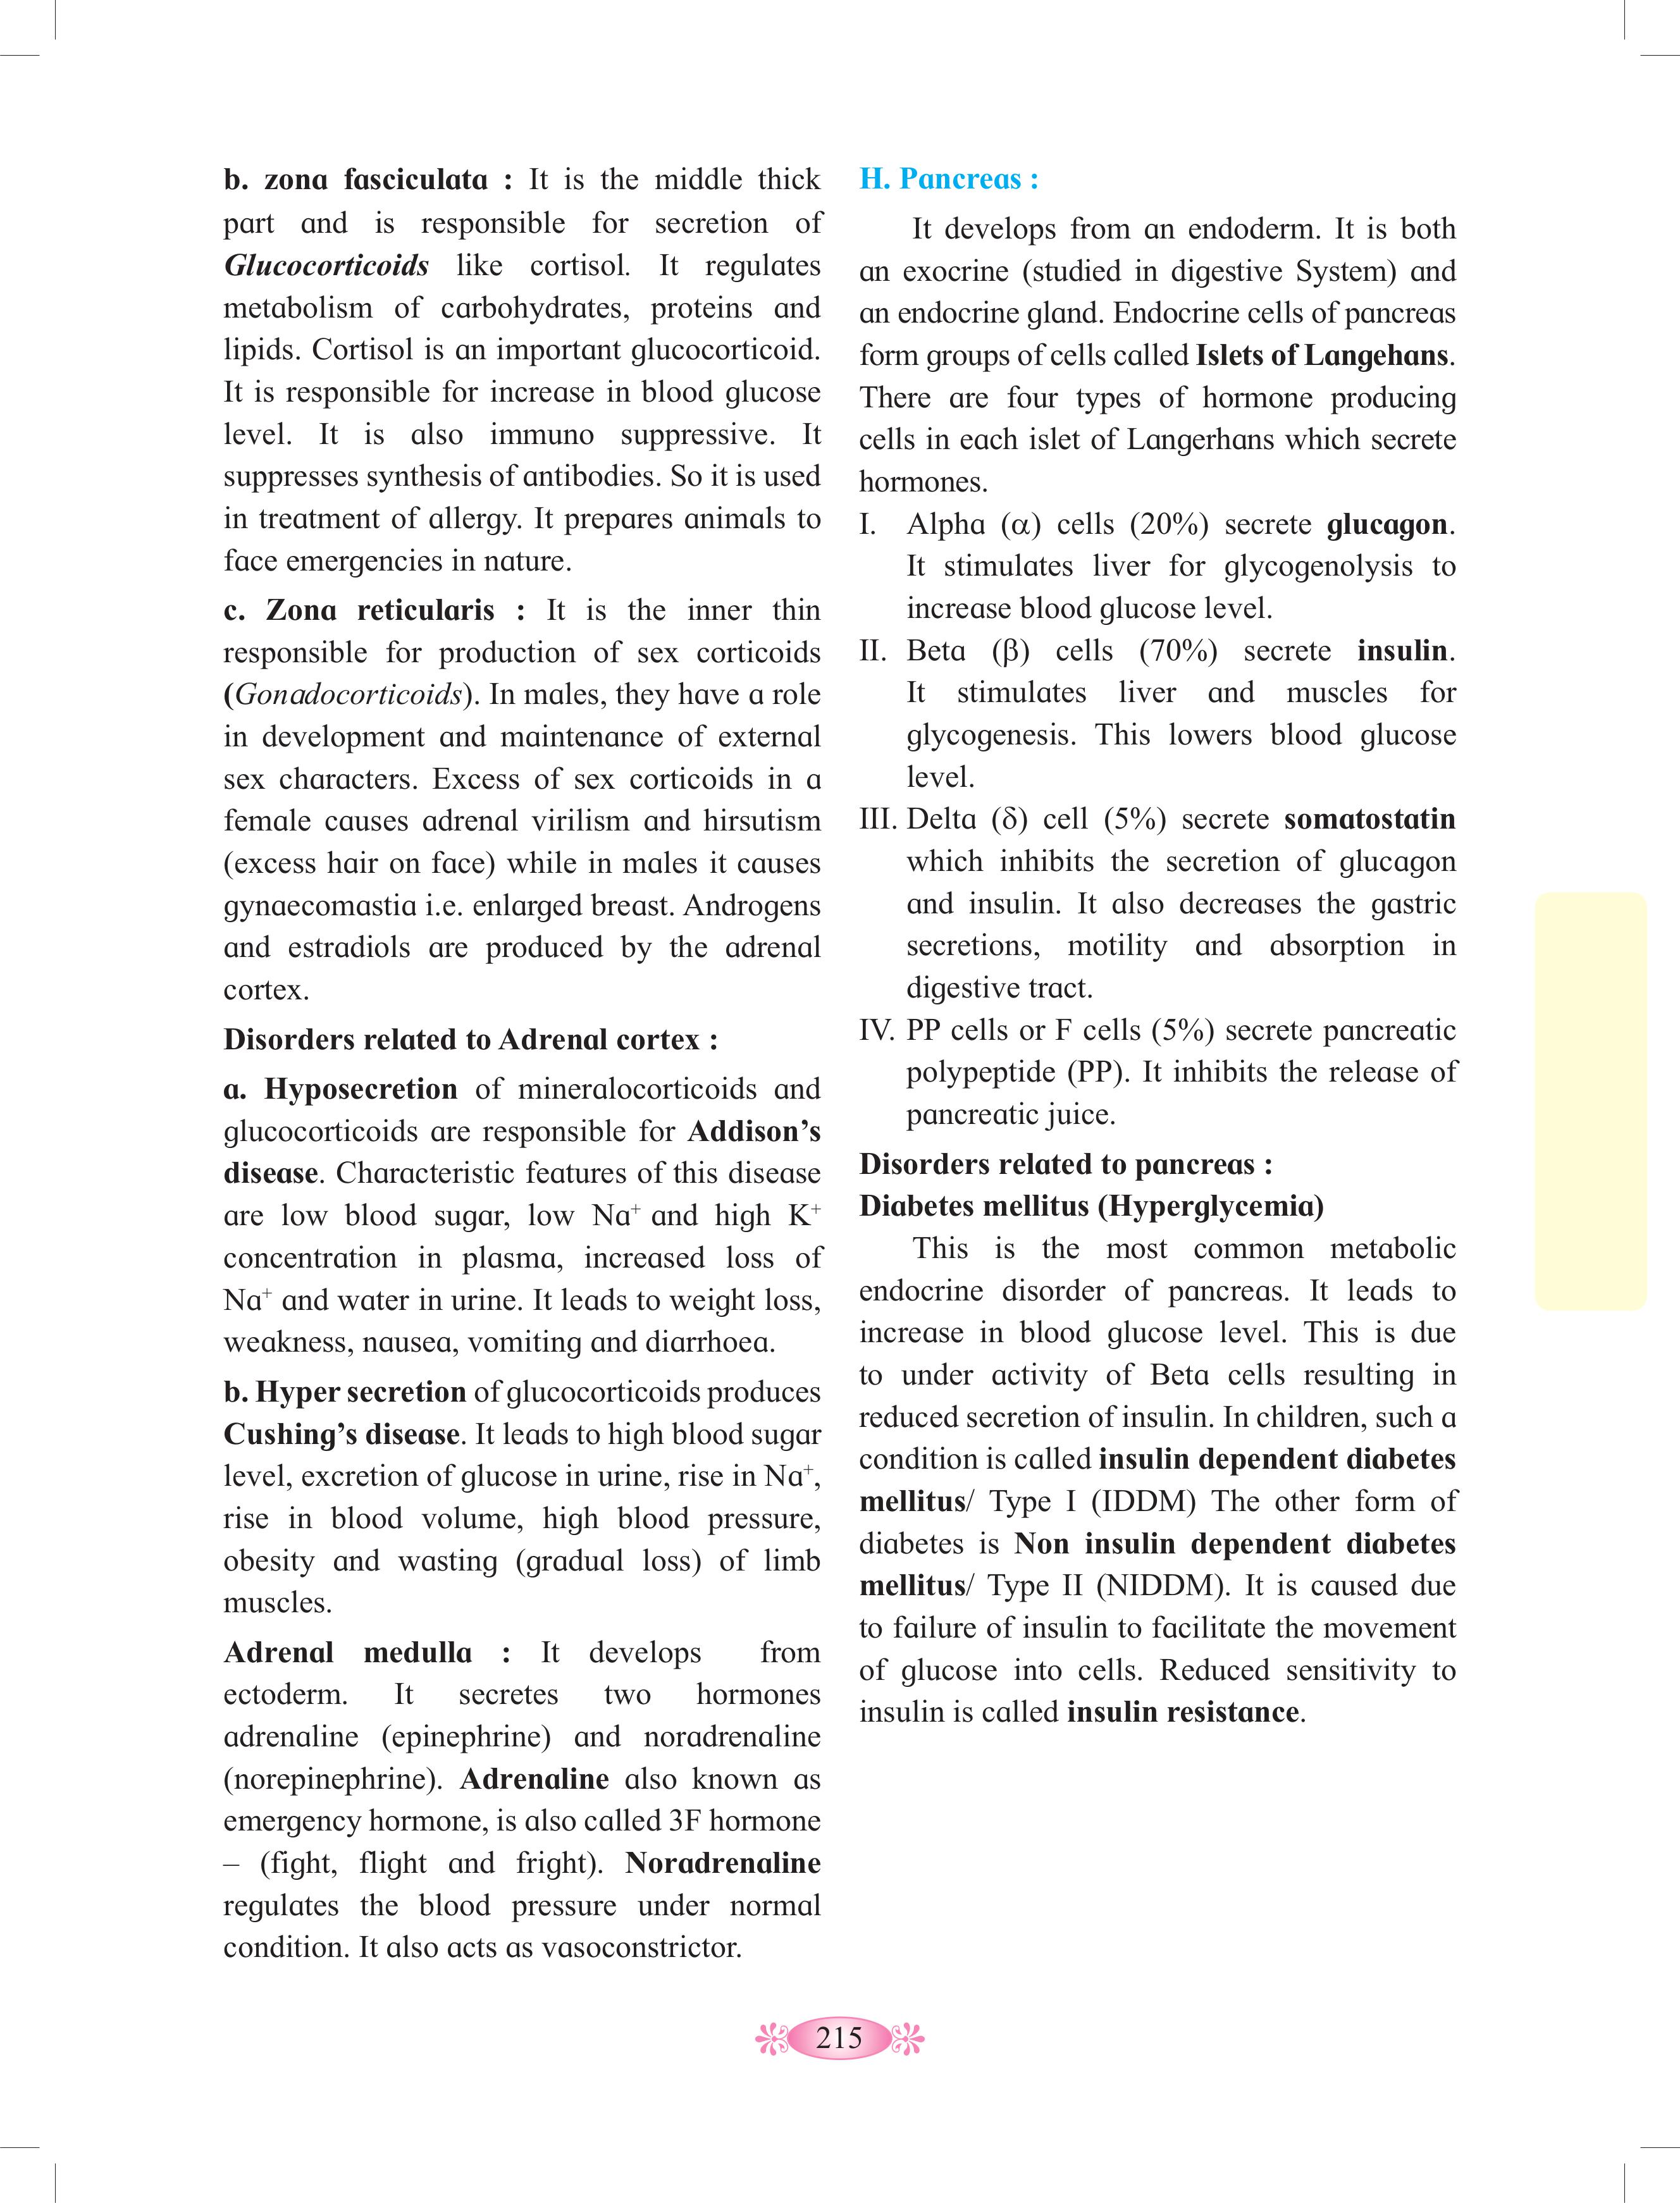 b. zona fasciculata : It is the middle thick
part and is responsible for secretion of
Glucocorticoids like cortisol. It regulates
metabolism of carbohydrates, proteins and
lipids. Cortisol is an important glucocorticoid.
It is responsible for increase in blood glucose
level. It is also immuno suppressive. It
suppresses synthesis of antibodies. So it is used
in treatment of allergy. It prepares animals to
face emergencies in nature.
c. Zona reticularis : It is the inner thin
responsible for production of sex corticoids
(Gonadocorticoids). In males, they have a role
in development and maintenance of external
sex characters. Excess of sex corticoids in a
female causes adrenal virilism and hirsutism
(excess hair on face) while in males it causes
gynaecomastia i.e. enlarged breast. Androgens
and estradiols are produced by the adrenal
cortex.
Disorders related to Adrenal cortex :
a. Hyposecretion of mineralocorticoids and
glucocorticoids are responsible for Addison’s
disease. Characteristic features of this disease
are low blood sugar, low Na⁺ and high K⁺
concentration in plasma, increased loss of
Na⁺ and water in urine. It leads to weight loss,
weakness, nausea, vomiting and diarrhoea.
b. Hyper secretion of glucocorticoids produces
Cushing’s disease. It leads to high blood sugar
level, excretion of glucose in urine, rise in Na⁺,
rise in blood volume, high blood pressure,
obesity and wasting (gradual loss) of limb
muscles.
Adrenal medulla : It develops from
ectoderm. It secretes two hormones
adrenaline (epinephrine) and noradrenaline
(norepinephrine). Adrenaline also known as
emergency hormone, is also called 3F hormone
– (fight, flight and fright). Noradrenaline
regulates the blood pressure under normal
condition. It also acts as vasoconstrictor.
H. Pancreas :
It develops from an endoderm. It is both
an exocrine (studied in digestive System) and
an endocrine gland. Endocrine cells of pancreas
form groups of cells called Islets of Langehans.
There are four types of hormone producing
cells in each islet of Langerhans which secrete
hormones.
I. Alpha (α) cells (20%) secrete glucagon.
It stimulates liver for glycogenolysis to
increase blood glucose level.
II. Beta (β) cells (70%) secrete insulin.
It stimulates liver and muscles for
glycogenesis. This lowers blood glucose
level.
III. Delta (δ) cell (5%) secrete somatostatin
which inhibits the secretion of glucagon
and insulin. It also decreases the gastric
secretions, motility and absorption in
digestive tract.
IV. PP cells or F cells (5%) secrete pancreatic
polypeptide (PP). It inhibits the release of
pancreatic juice.
Disorders related to pancreas :
Diabetes mellitus (Hyperglycemia)
This is the most common metabolic
endocrine disorder of pancreas. It leads to
increase in blood glucose level. This is due
to under activity of Beta cells resulting in
reduced secretion of insulin. In children, such a
condition is called insulin dependent diabetes
mellitus/ Type I (IDDM) The other form of
diabetes is Non insulin dependent diabetes
mellitus/ Type II (NIDDM). It is caused due
to failure of insulin to facilitate the movement
of glucose into cells. Reduced sensitivity to
insulin is called insulin resistance.
215